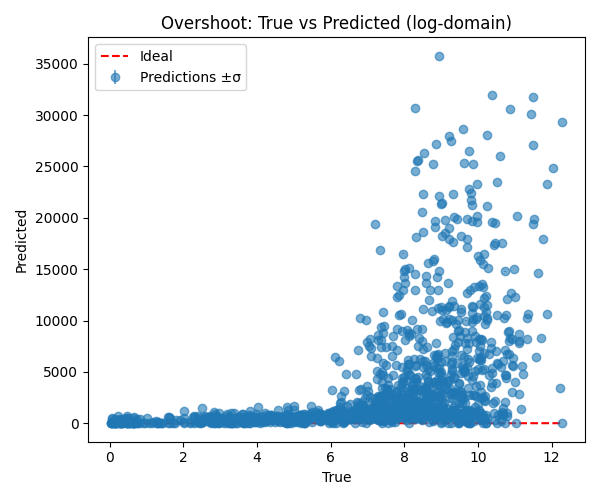 Overshoot: True vs Predicted (log-domain)
Ideal
Predictions ±σ
35000
30000
25000
20000
15000
10000
5000
0
Predicted
0 2 4 6 8 10 12
True